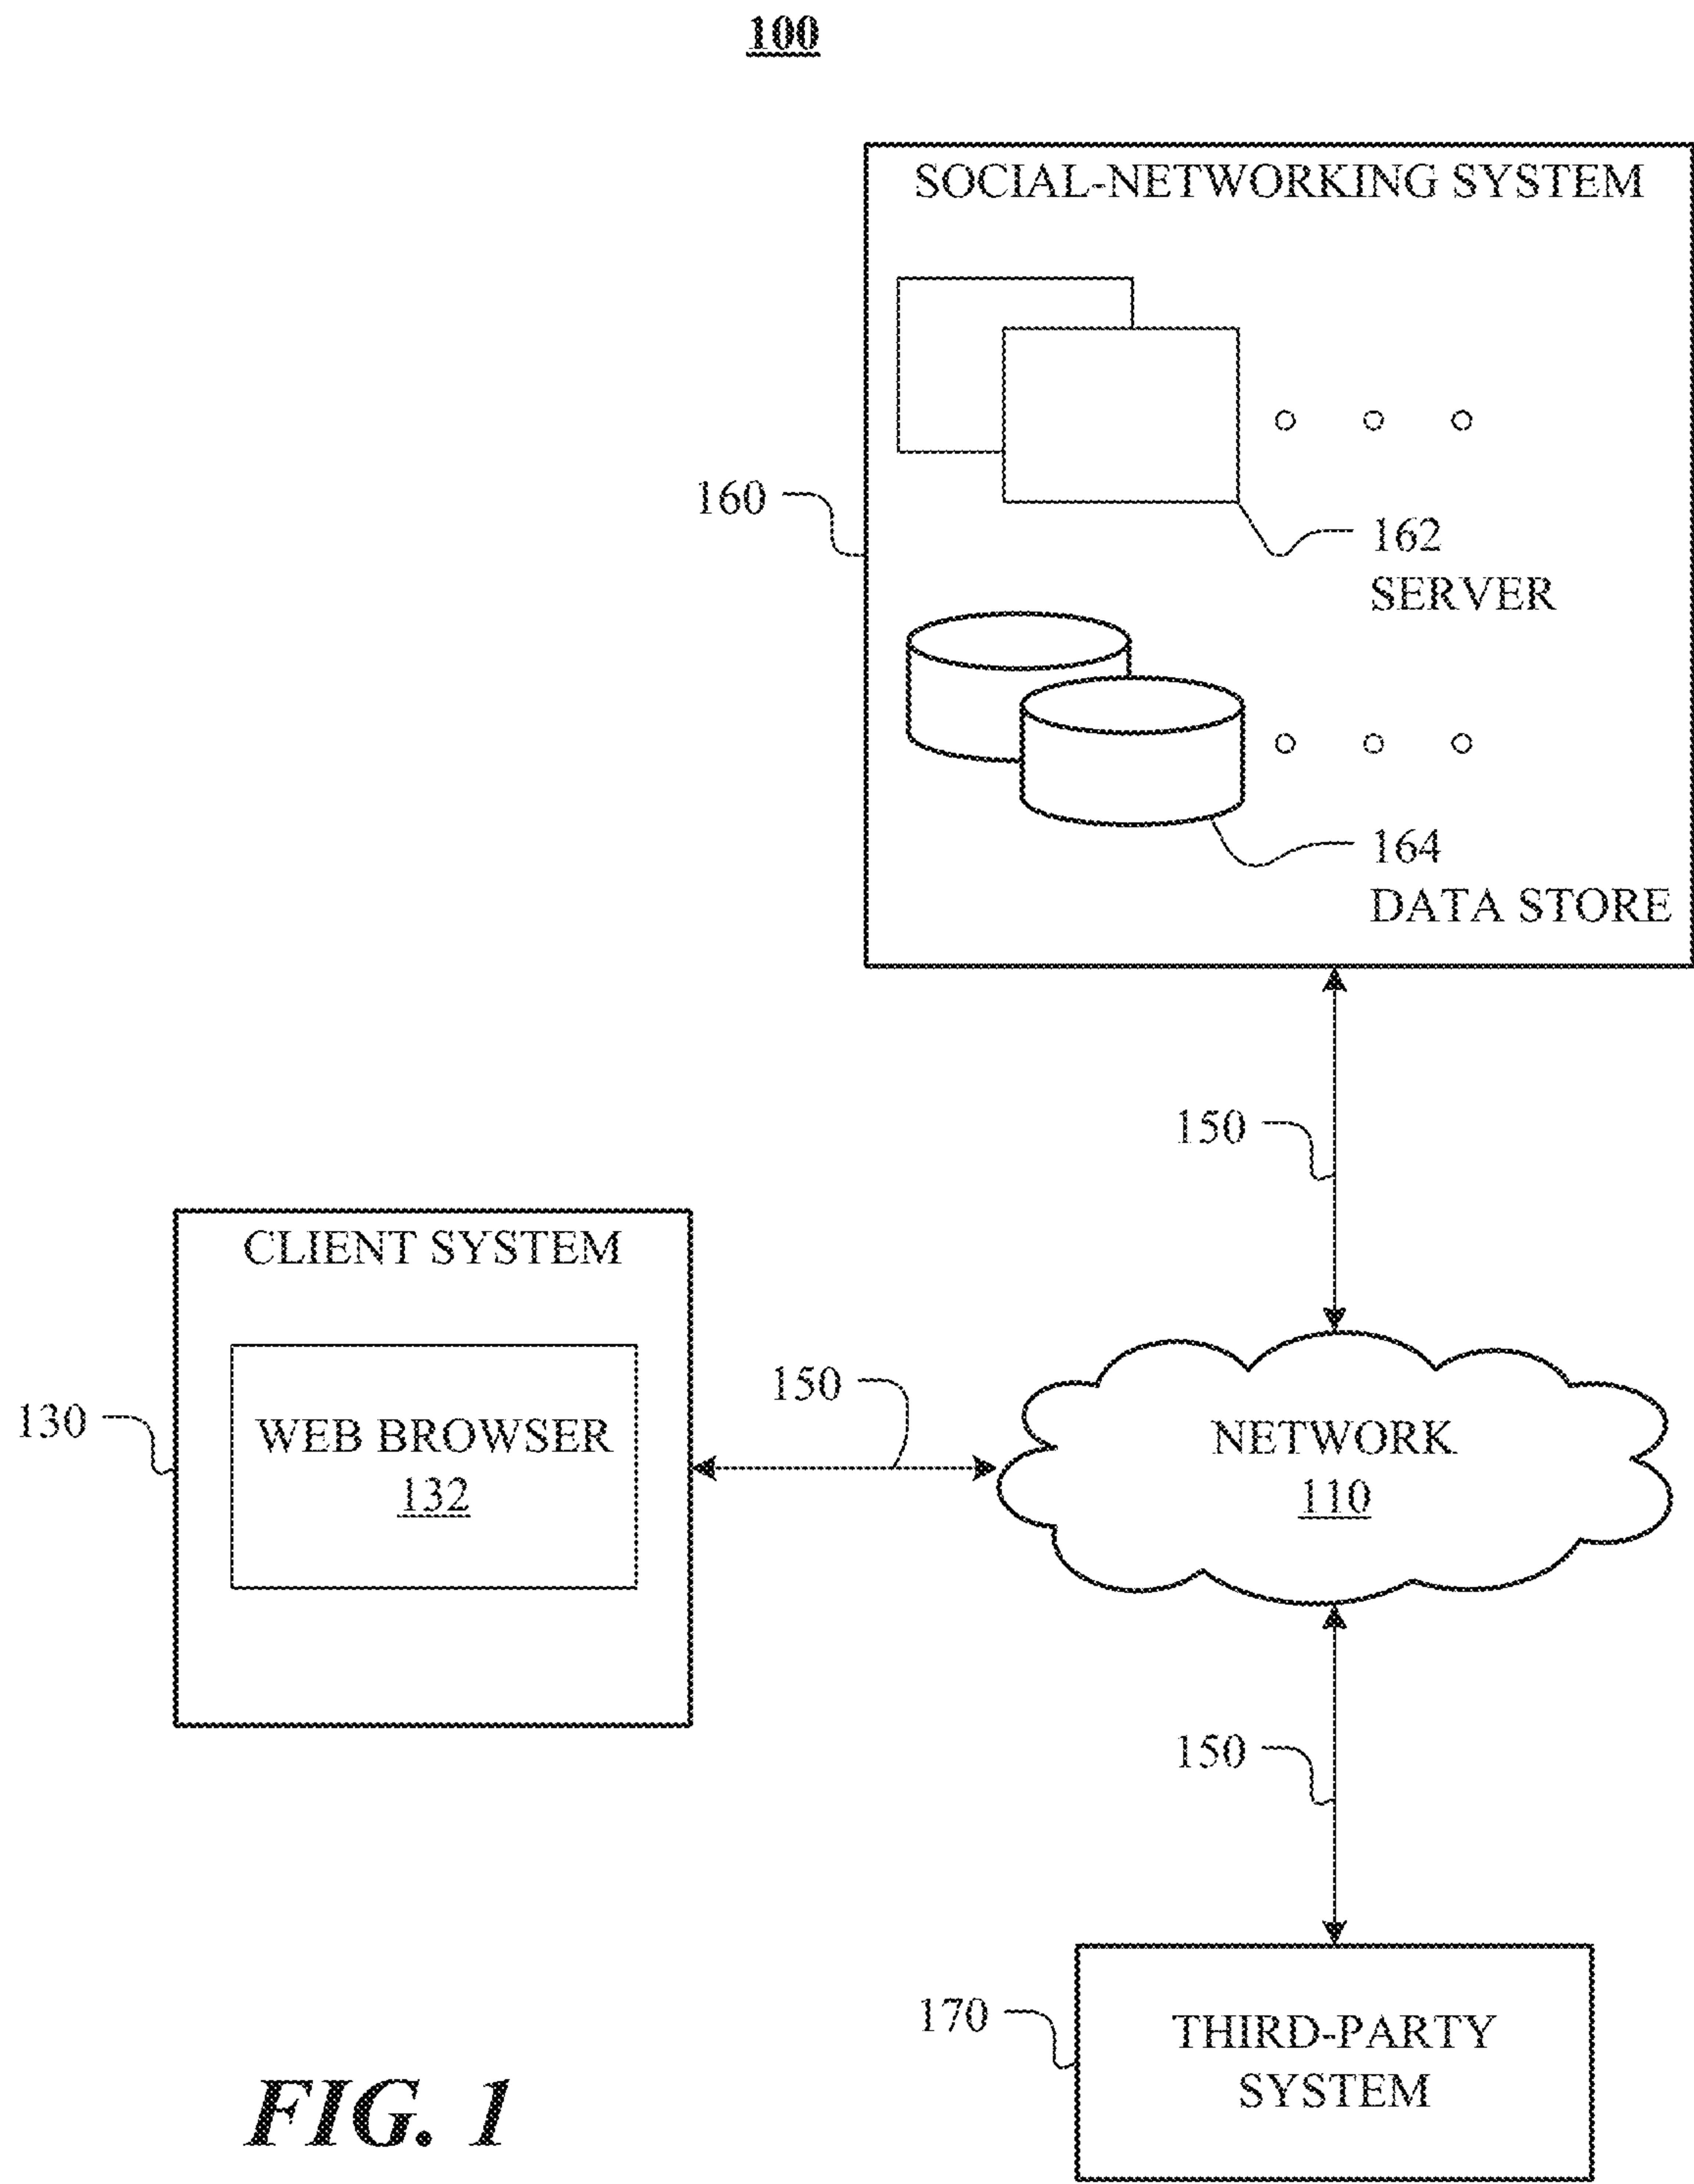 100
SOCIAL-NETWORKING SYSTEM
160
162
SERVER
164
DATA STORE
150
CLIENT SYSTEM
WEB BROWSER
132
130
150
NETWORK
110
150
170
THIRD-PARTY
SYSTEM
FIG. 1